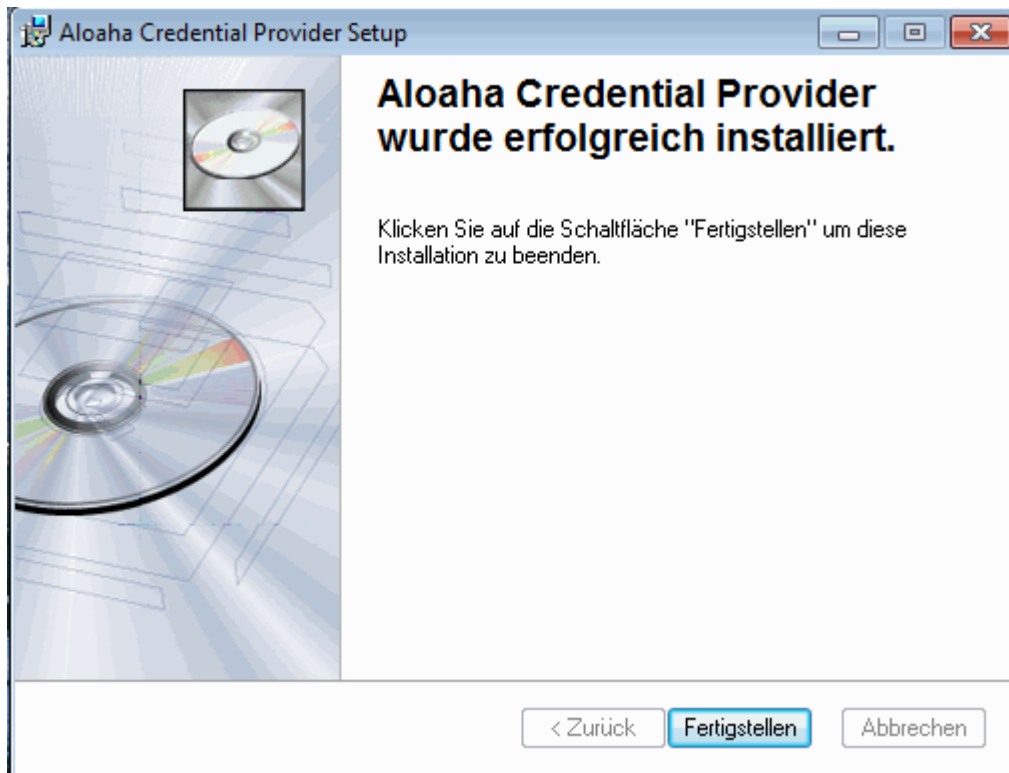 Aloaha Credential Provider Setup
Aloaha Credential Provider
wurde erfolgreich installiert.
Klicken Sie auf die Schaltfläche "Fertigstellen" um diese
Installation zu beenden.
< Zurück Fertigstellen Abbrechen